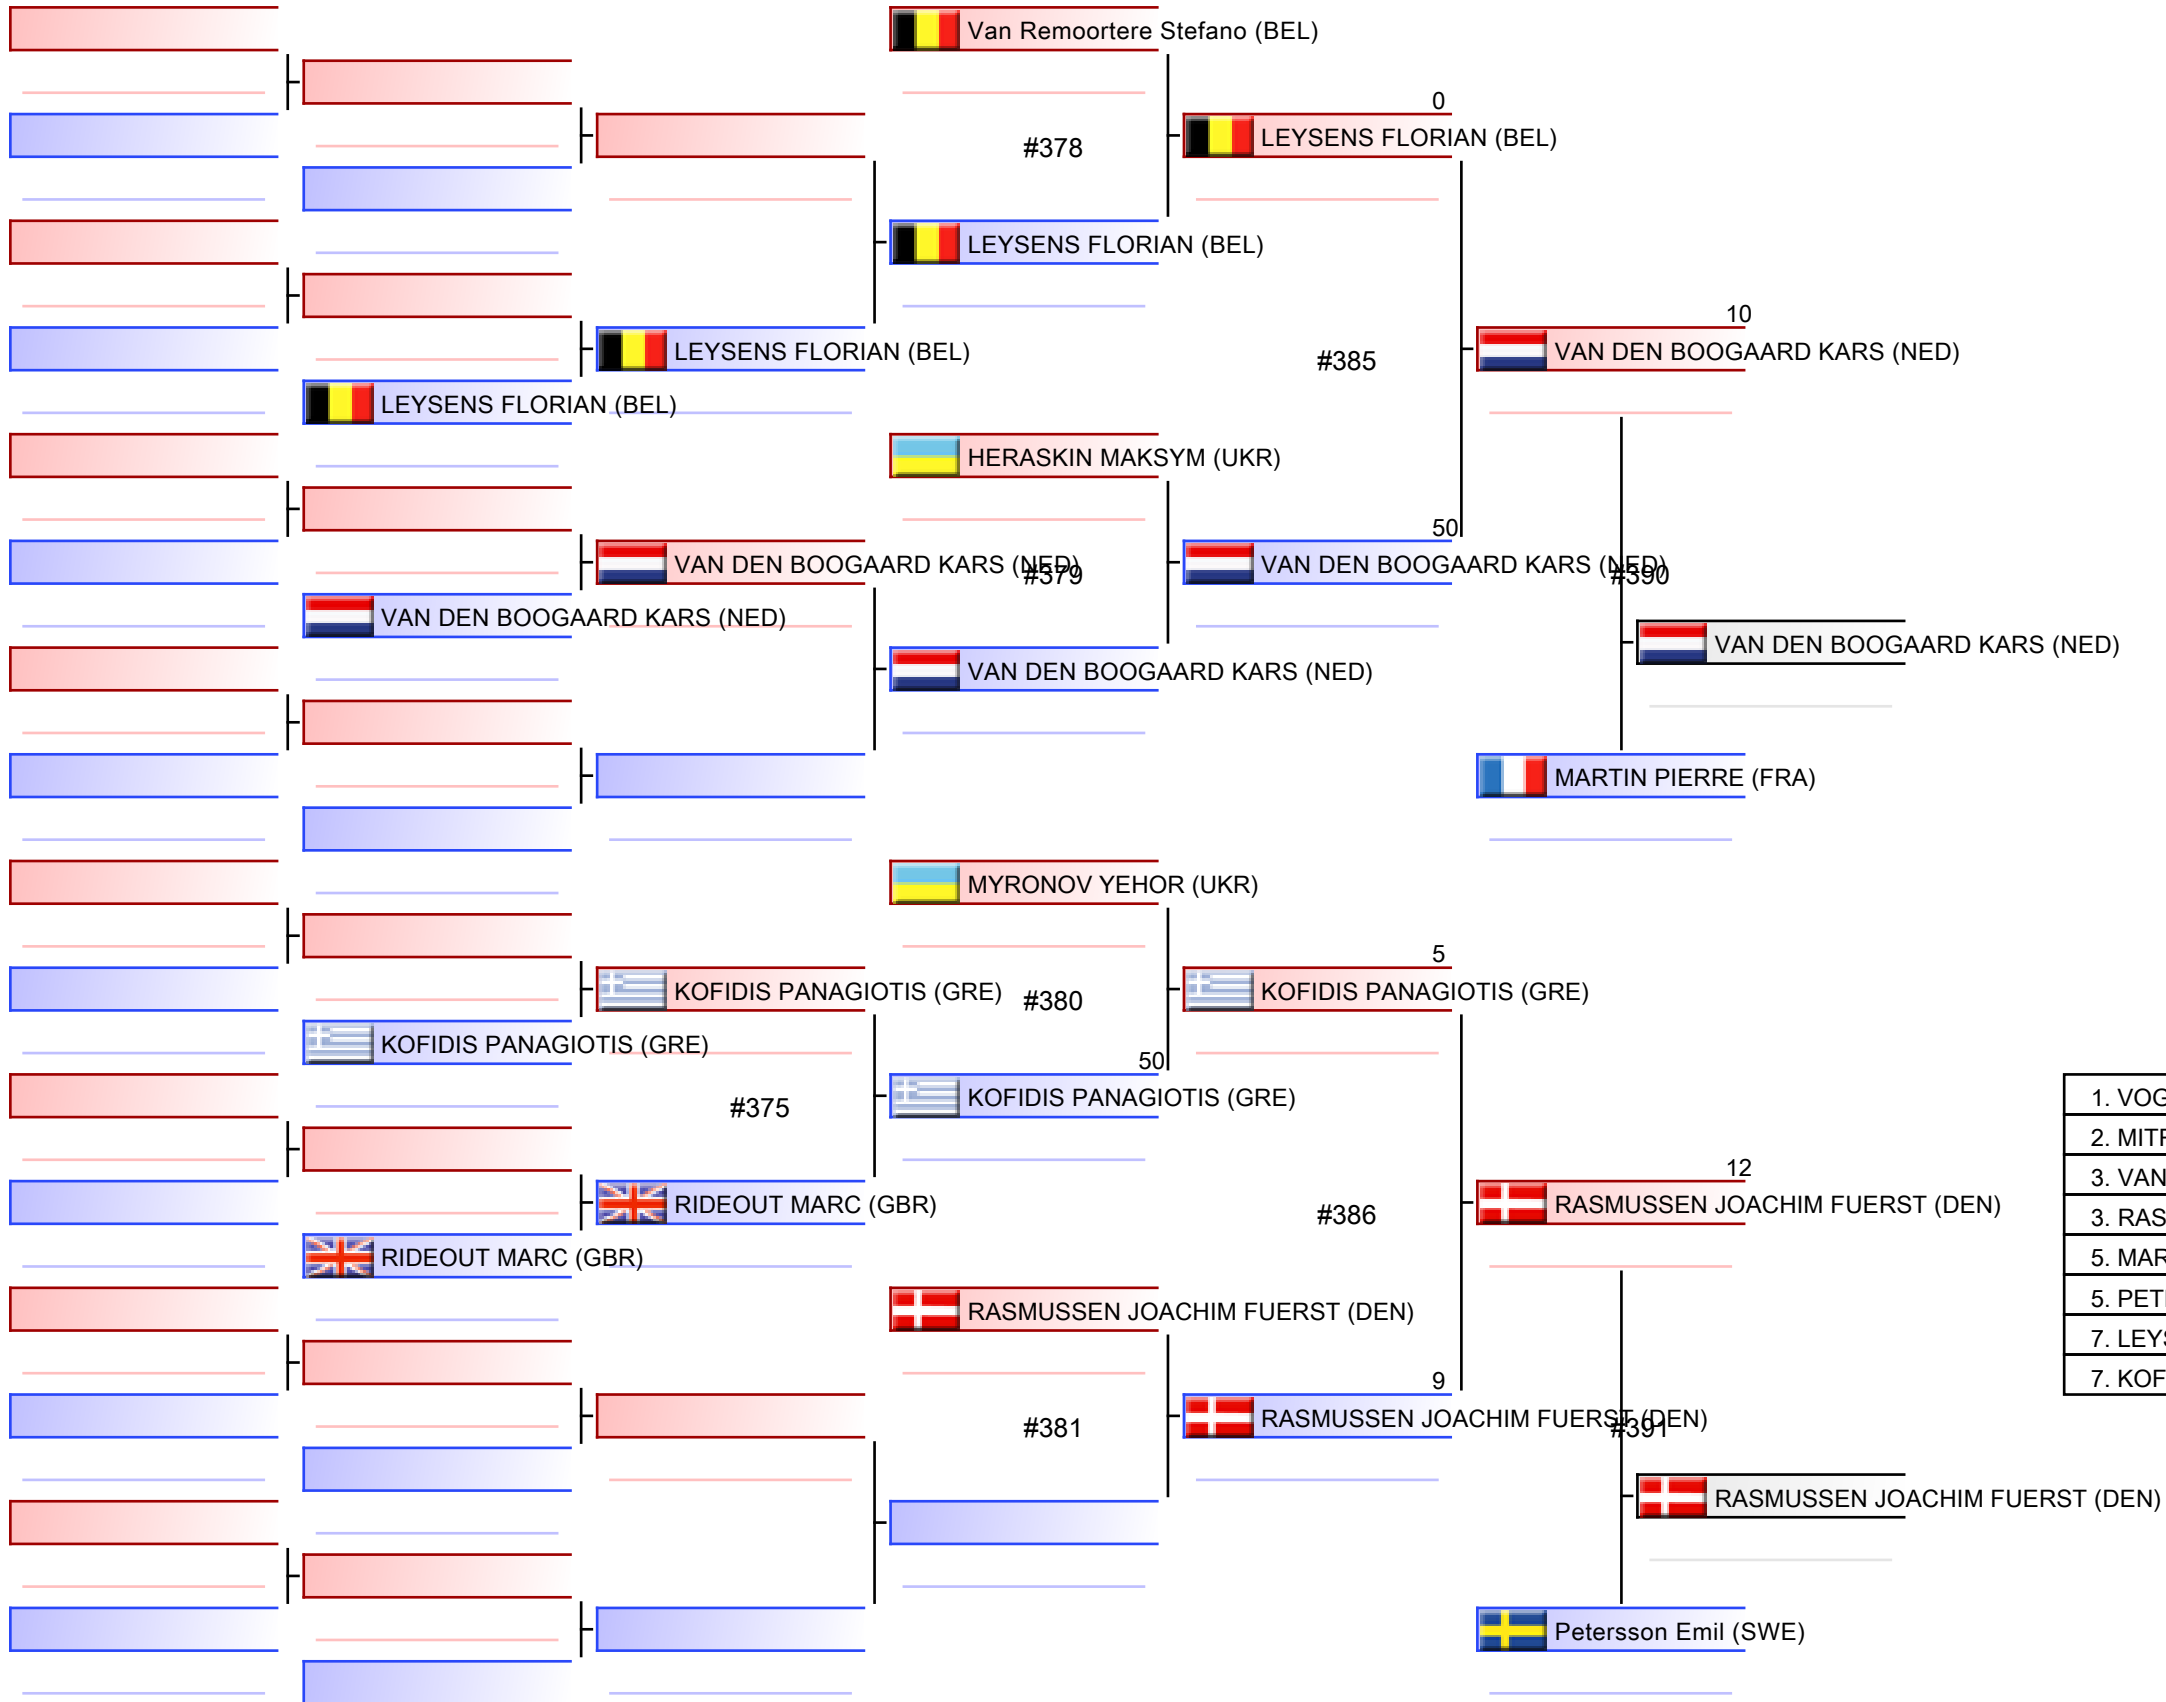 Van Remoortere Stefano (BEL)
0
#378
LEYSENS FLORIAN (BEL)
LEYSENS FLORIAN (BEL)
10
LEYSENS FLORIAN (BEL)
#385
VAN DEN BOOGAARD KARS (NED)
LEYSENS FLORIAN (BEL)
HERASKIN MAKSYM (UKR)
50
VAN DEN BOOGAARD KARS (NED)
#379
VAN DEN BOOGAARD KARS (NED)
#390
VAN DEN BOOGAARD KARS (NED)
VAN DEN BOOGAARD KARS (NED)
VAN DEN BOOGAARD KARS (NED)
MARTIN PIERRE (FRA)
MYRONOV YEHOR (UKR)
5
KOFIDIS PANAGIOTIS (GRE)
#380
KOFIDIS PANAGIOTIS (GRE)
KOFIDIS PANAGIOTIS (GRE)
50
#375
KOFIDIS PANAGIOTIS (GRE)
12
RIDEOUT MARC (GBR)
#386
RASMUSSEN JOACHIM FUERST (DEN)
RIDEOUT MARC (GBR)
RASMUSSEN JOACHIM FUERST (DEN)
9
#381
RASMUSSEN JOACHIM FUERST (DEN)
#391
RASMUSSEN JOACHIM FUERST (DEN)
Petersson Emil (SWE)
1. VOG
2. MIT
3. VAN
3. RAS
5. MAR
5. PET
7. LEY
7. KOF